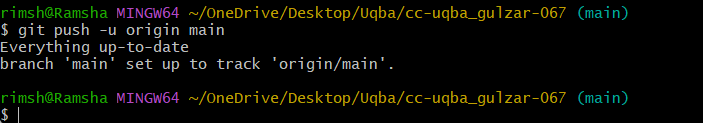 rimsh@Ramsha MINGW64 ~/OneDrive/Desktop/Uqba/cc-uqba_gulzar-067 (main)
$ git push -u origin main
Everything up-to-date
branch 'main' set up to track 'origin/main'.
rimsh@Ramsha MINGW64 ~/OneDrive/Desktop/Uqba/cc-uqba_gulzar-067 (main)
$